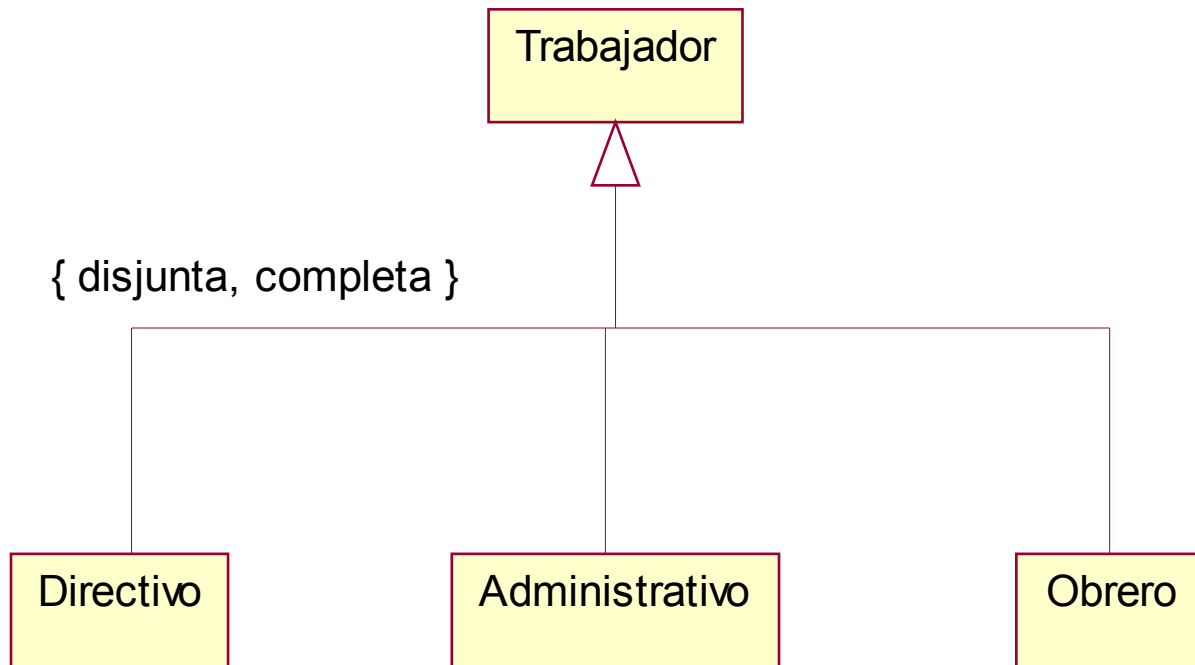 Trabajador
{ disjunta, completa }
Directivo
Administrativo
Obrero